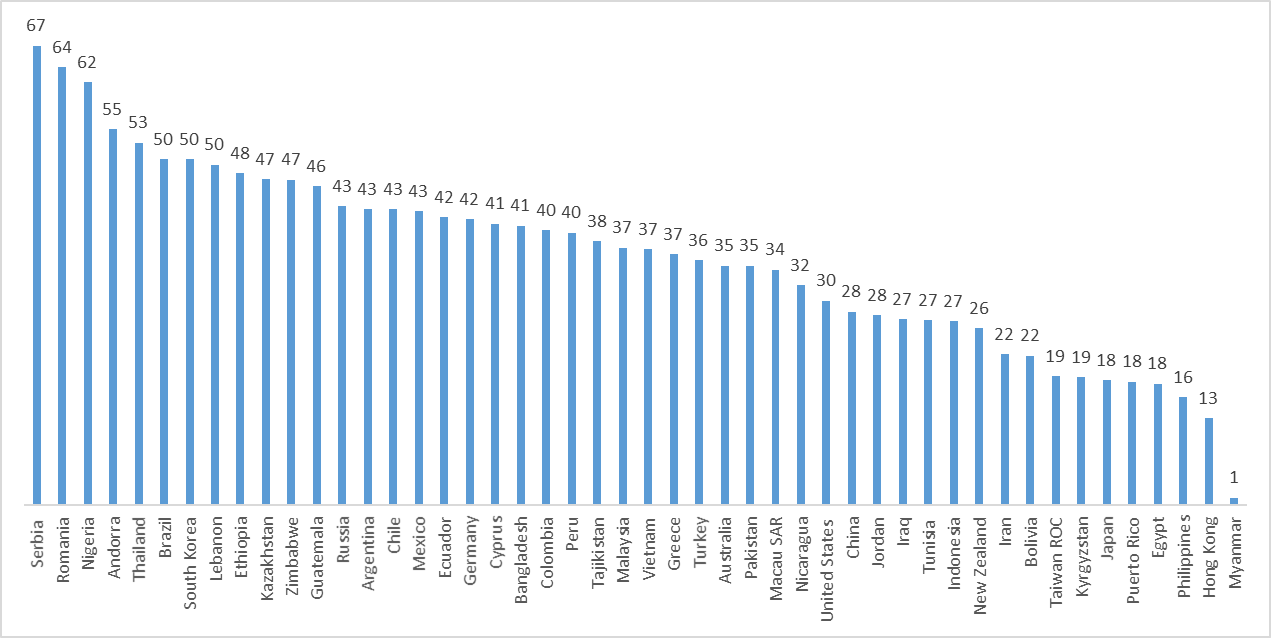 67
64
62
55
53
50
50
50
48
47
47
46
43
43
43
43
42
42
41
41
40
40
38
37
37
37
36
35
35
34
32
30
28
28
27
27
27
26
22
22
19
19
18
18
18
16
13
1
Serbia
Romania
Nigeria
Andorra
Thailand
Brazil
South Korea
Lebanon
Ethiopia
Kazakhstan
Zimbabwe
Guatemala
Russia
Argentina
Chile
Mexico
Ecuador
Germany
Cyprus
Bangladesh
Colombia
Peru
Tajikistan
Malaysia
Vietnam
Greece
Turkey
Australia
Pakistan
Macau SAR
Nicaragua
United States
China
Jordan
Iraq
Tunisia
Indonesia
New Zealand
Iran
Bolivia
Taiwan ROC
Kyrgyzstan
Japan
Puerto Rico
Egypt
Philippines
Hong Kong
Myanmar